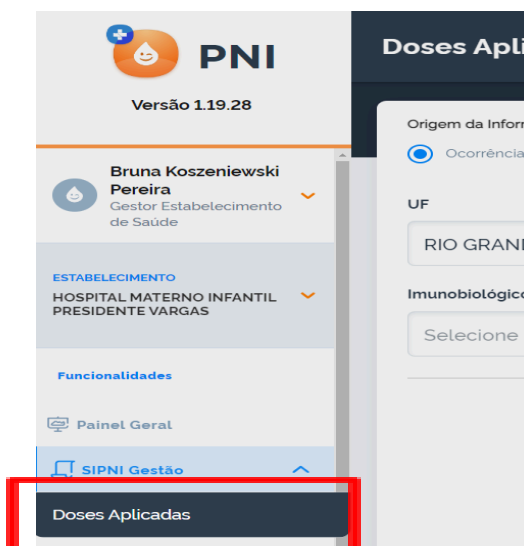 PNI
Versão 1.19.28
Bruna Koszeniewski
Pereira
Gestor Estabelecimento
de Saúde
ESTABELECIMENTO
HOSPITAL MATERNO INFANTIL
PRESIDENTE VARGAS
Funcionalidades
Painel Geral
SIPNI Gestão
Doses Aplicadas
Doses Apli
Origem da Infor
Ocorrência
UF
RIO GRAN
Imunobiológic
Selecione